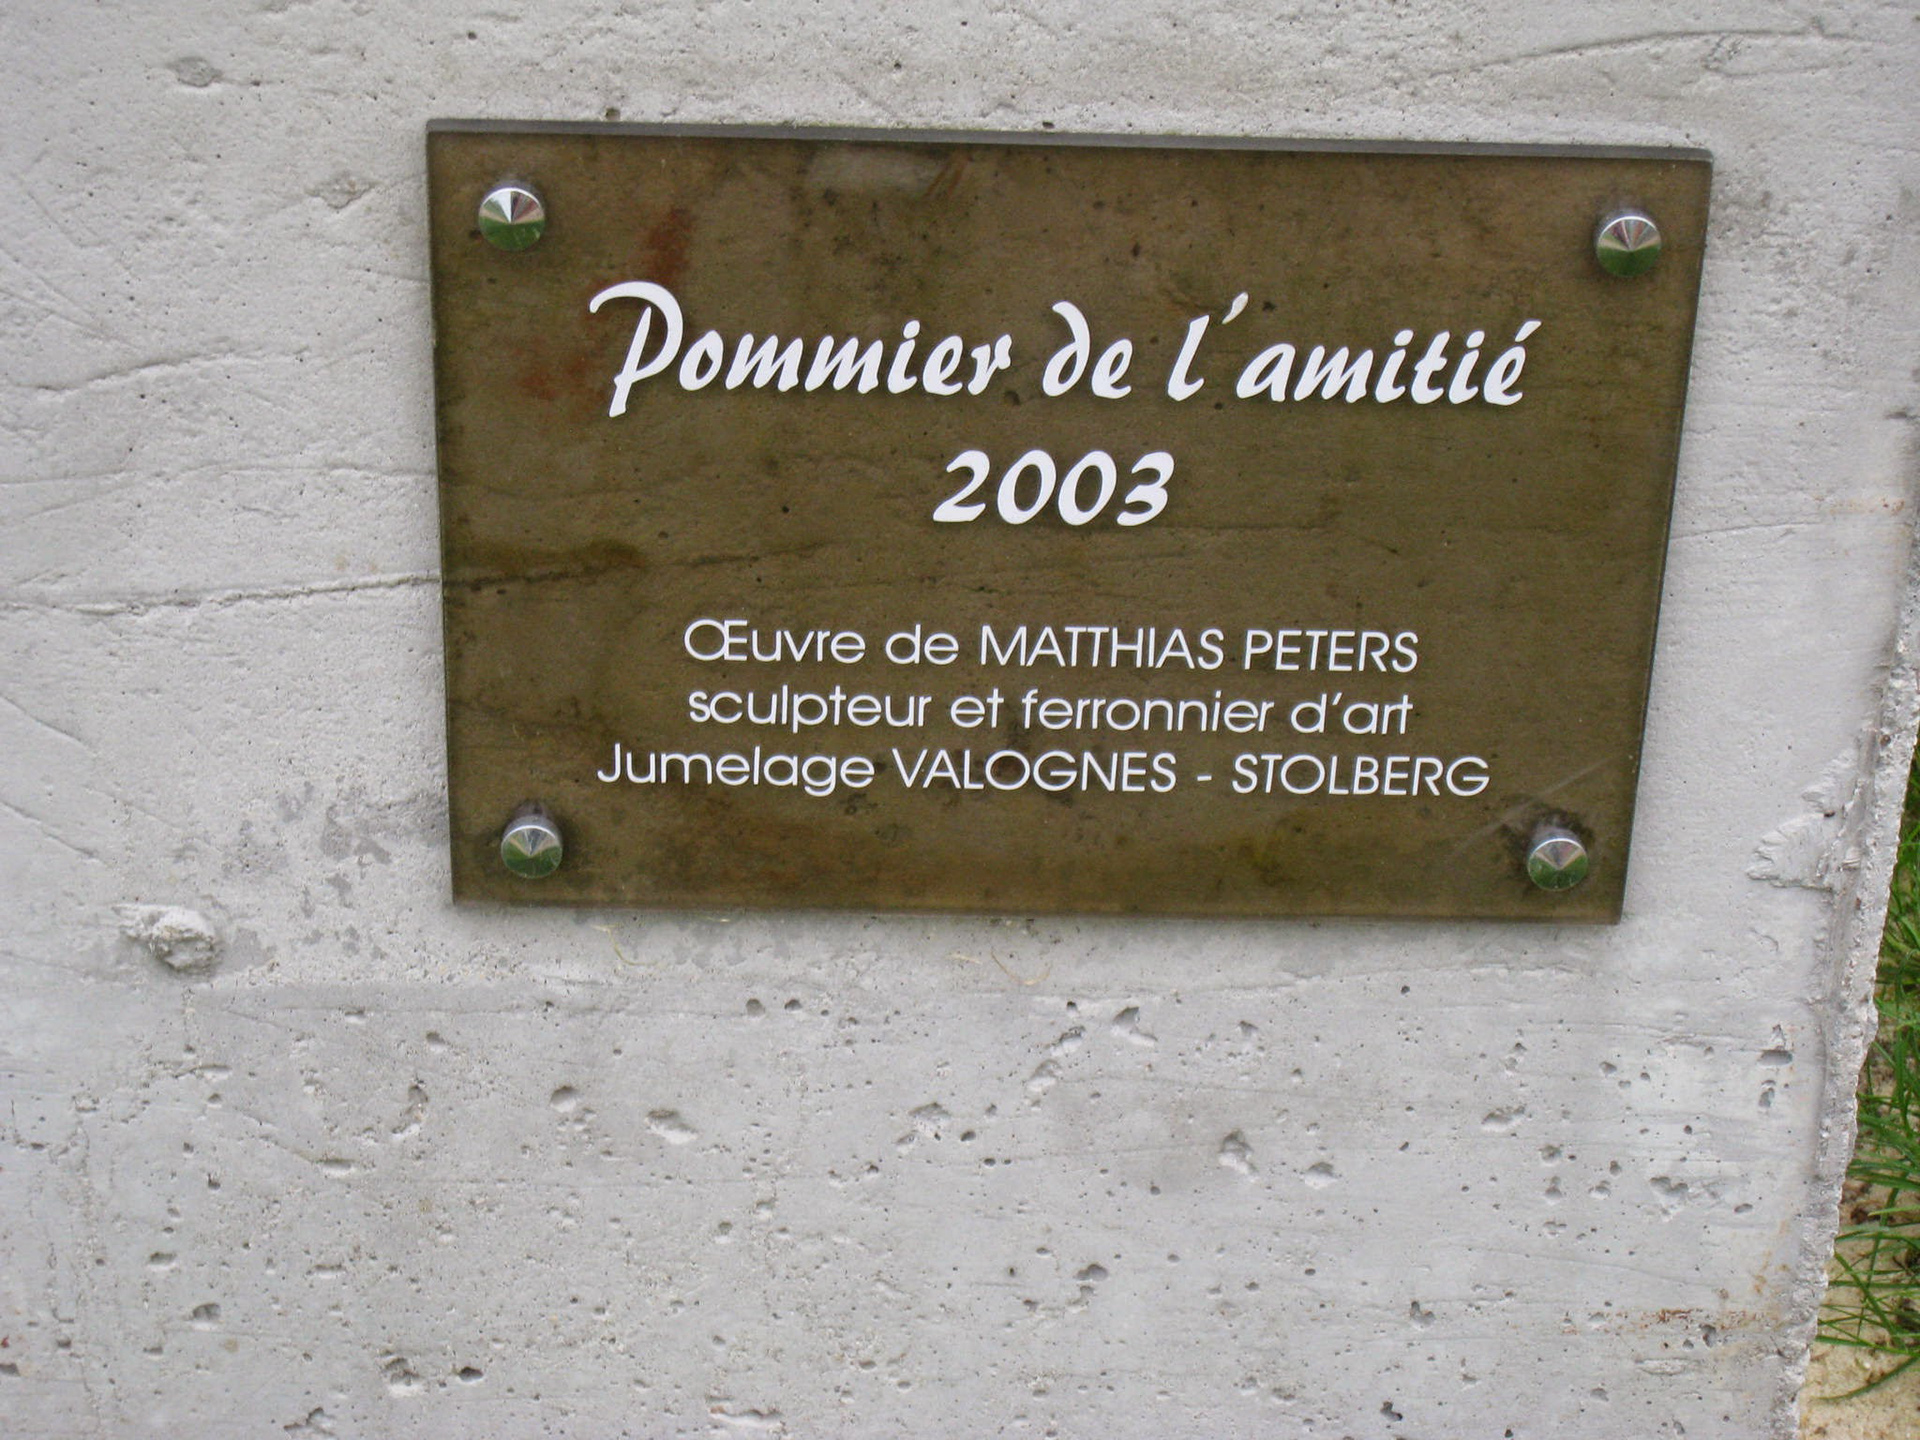 Pommier de l'amitié
2003
Œuvre de MATTHIAS PETERS
sculpteur et ferronnier d'art
Jumelage VALOGNES - STOLBERG